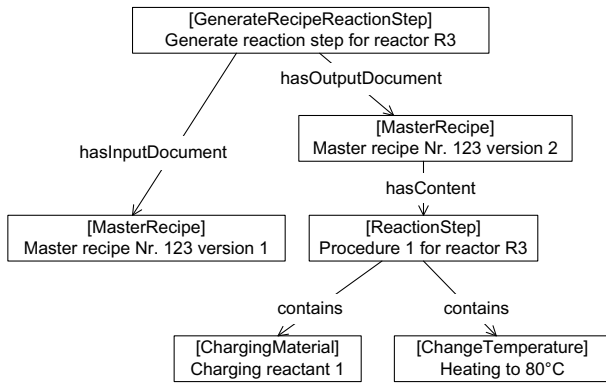 [GenerateRecipeReactionStep]
Generate reaction step for reactor R3
hasOutputDocument
[MasterRecipe]
Master recipe Nr. 123 version 2
hasInputDocument
hasContent
[MasterRecipe]
Master recipe Nr. 123 version 1
[ReactionStep]
Procedure 1 for reactor R3
contains
contains
[ChargingMaterial]
Charging reactant 1
[ChangeTemperature]
Heating to 80°C